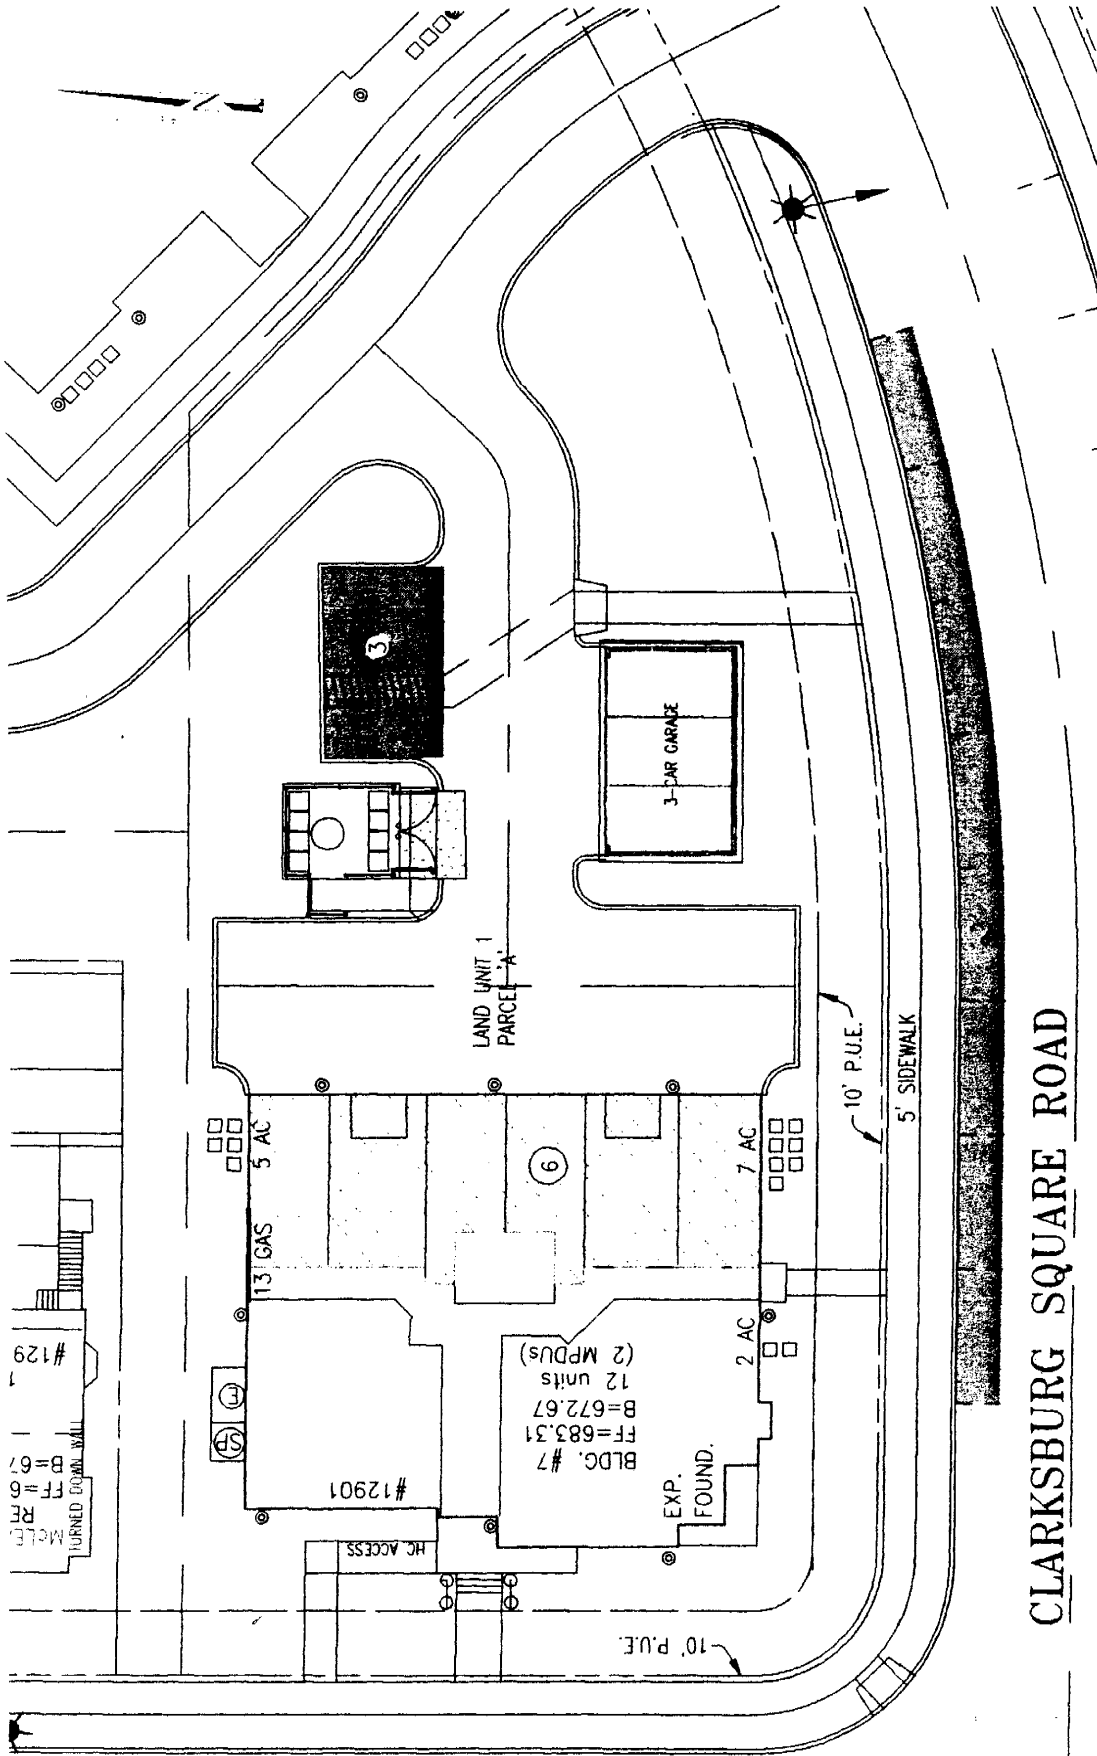 3
3-CAR GARAGE
LAND UNIT 1
PARCEL 'A'
10' P.U.E.
5' SIDEWALK
5 AC
7 AC
6
13 GAS
2 AC
#129
B=67
FF=6
RE
McLE
TURNED DOWN WALL
E
SP
BLDG. #7
FF=683.31
B=672.67
12 units
(2 MPDUs)
#12901
EXP.
FOUND.
HC ACCESS
10' P.U.E.
CLARKSBURG SQUARE ROAD